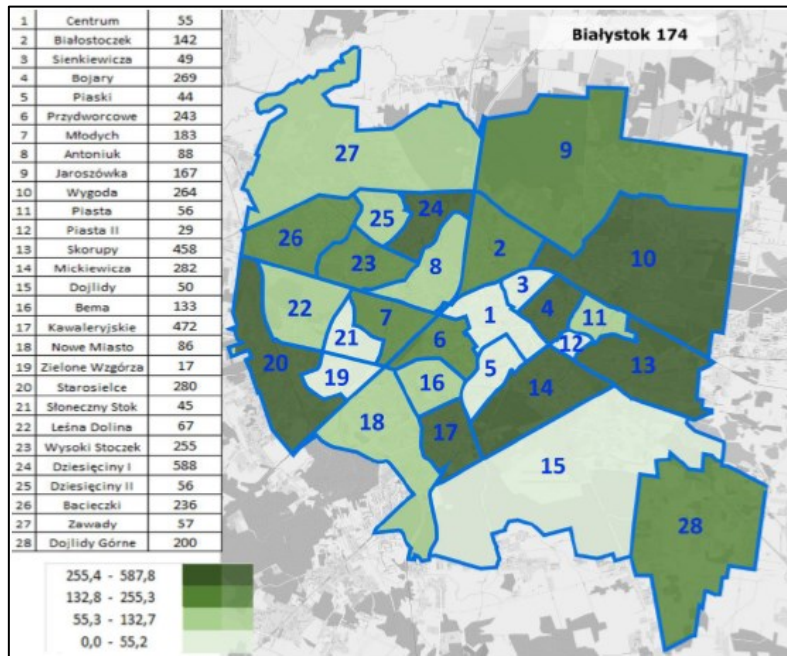 1 Centrum 55
2 Białostoczek 142
3 Sienkiewicza 49
4 Bojary 269
5 Piaski 44
6 Przydworcowe 243
7 Młodych 183
8 Antoniuk 88
9 Jaroszówka 167
10 Wygoda 264
11 Piasta 56
12 Piasta II 29
13 Skorupy 458
14 Mickiewicza 282
15 Dojlidy 50
16 Bema 133
17 Kawaleryjskie 472
18 Nowe Miasto 86
19 Zielone Wzgórza 17
20 Starosielce 280
21 Słoneczny Stok 45
22 Leśna Dolina 67
23 Wysoki Stoczek 255
24 Dziesięciny I 588
25 Dziesięciny II 56
26 Bacieczki 236
27 Zawady 57
28 Dojlidy Górne 200
255,4 - 587,8
132,8 - 255,3
55,3 - 132,7
0,0 - 55,2
Białystok 174
27
9
25
24
26
2
23
8
10
22
3
1
4
11
7
21
6
12
20
5
13
19
16
14
18
17
15
28